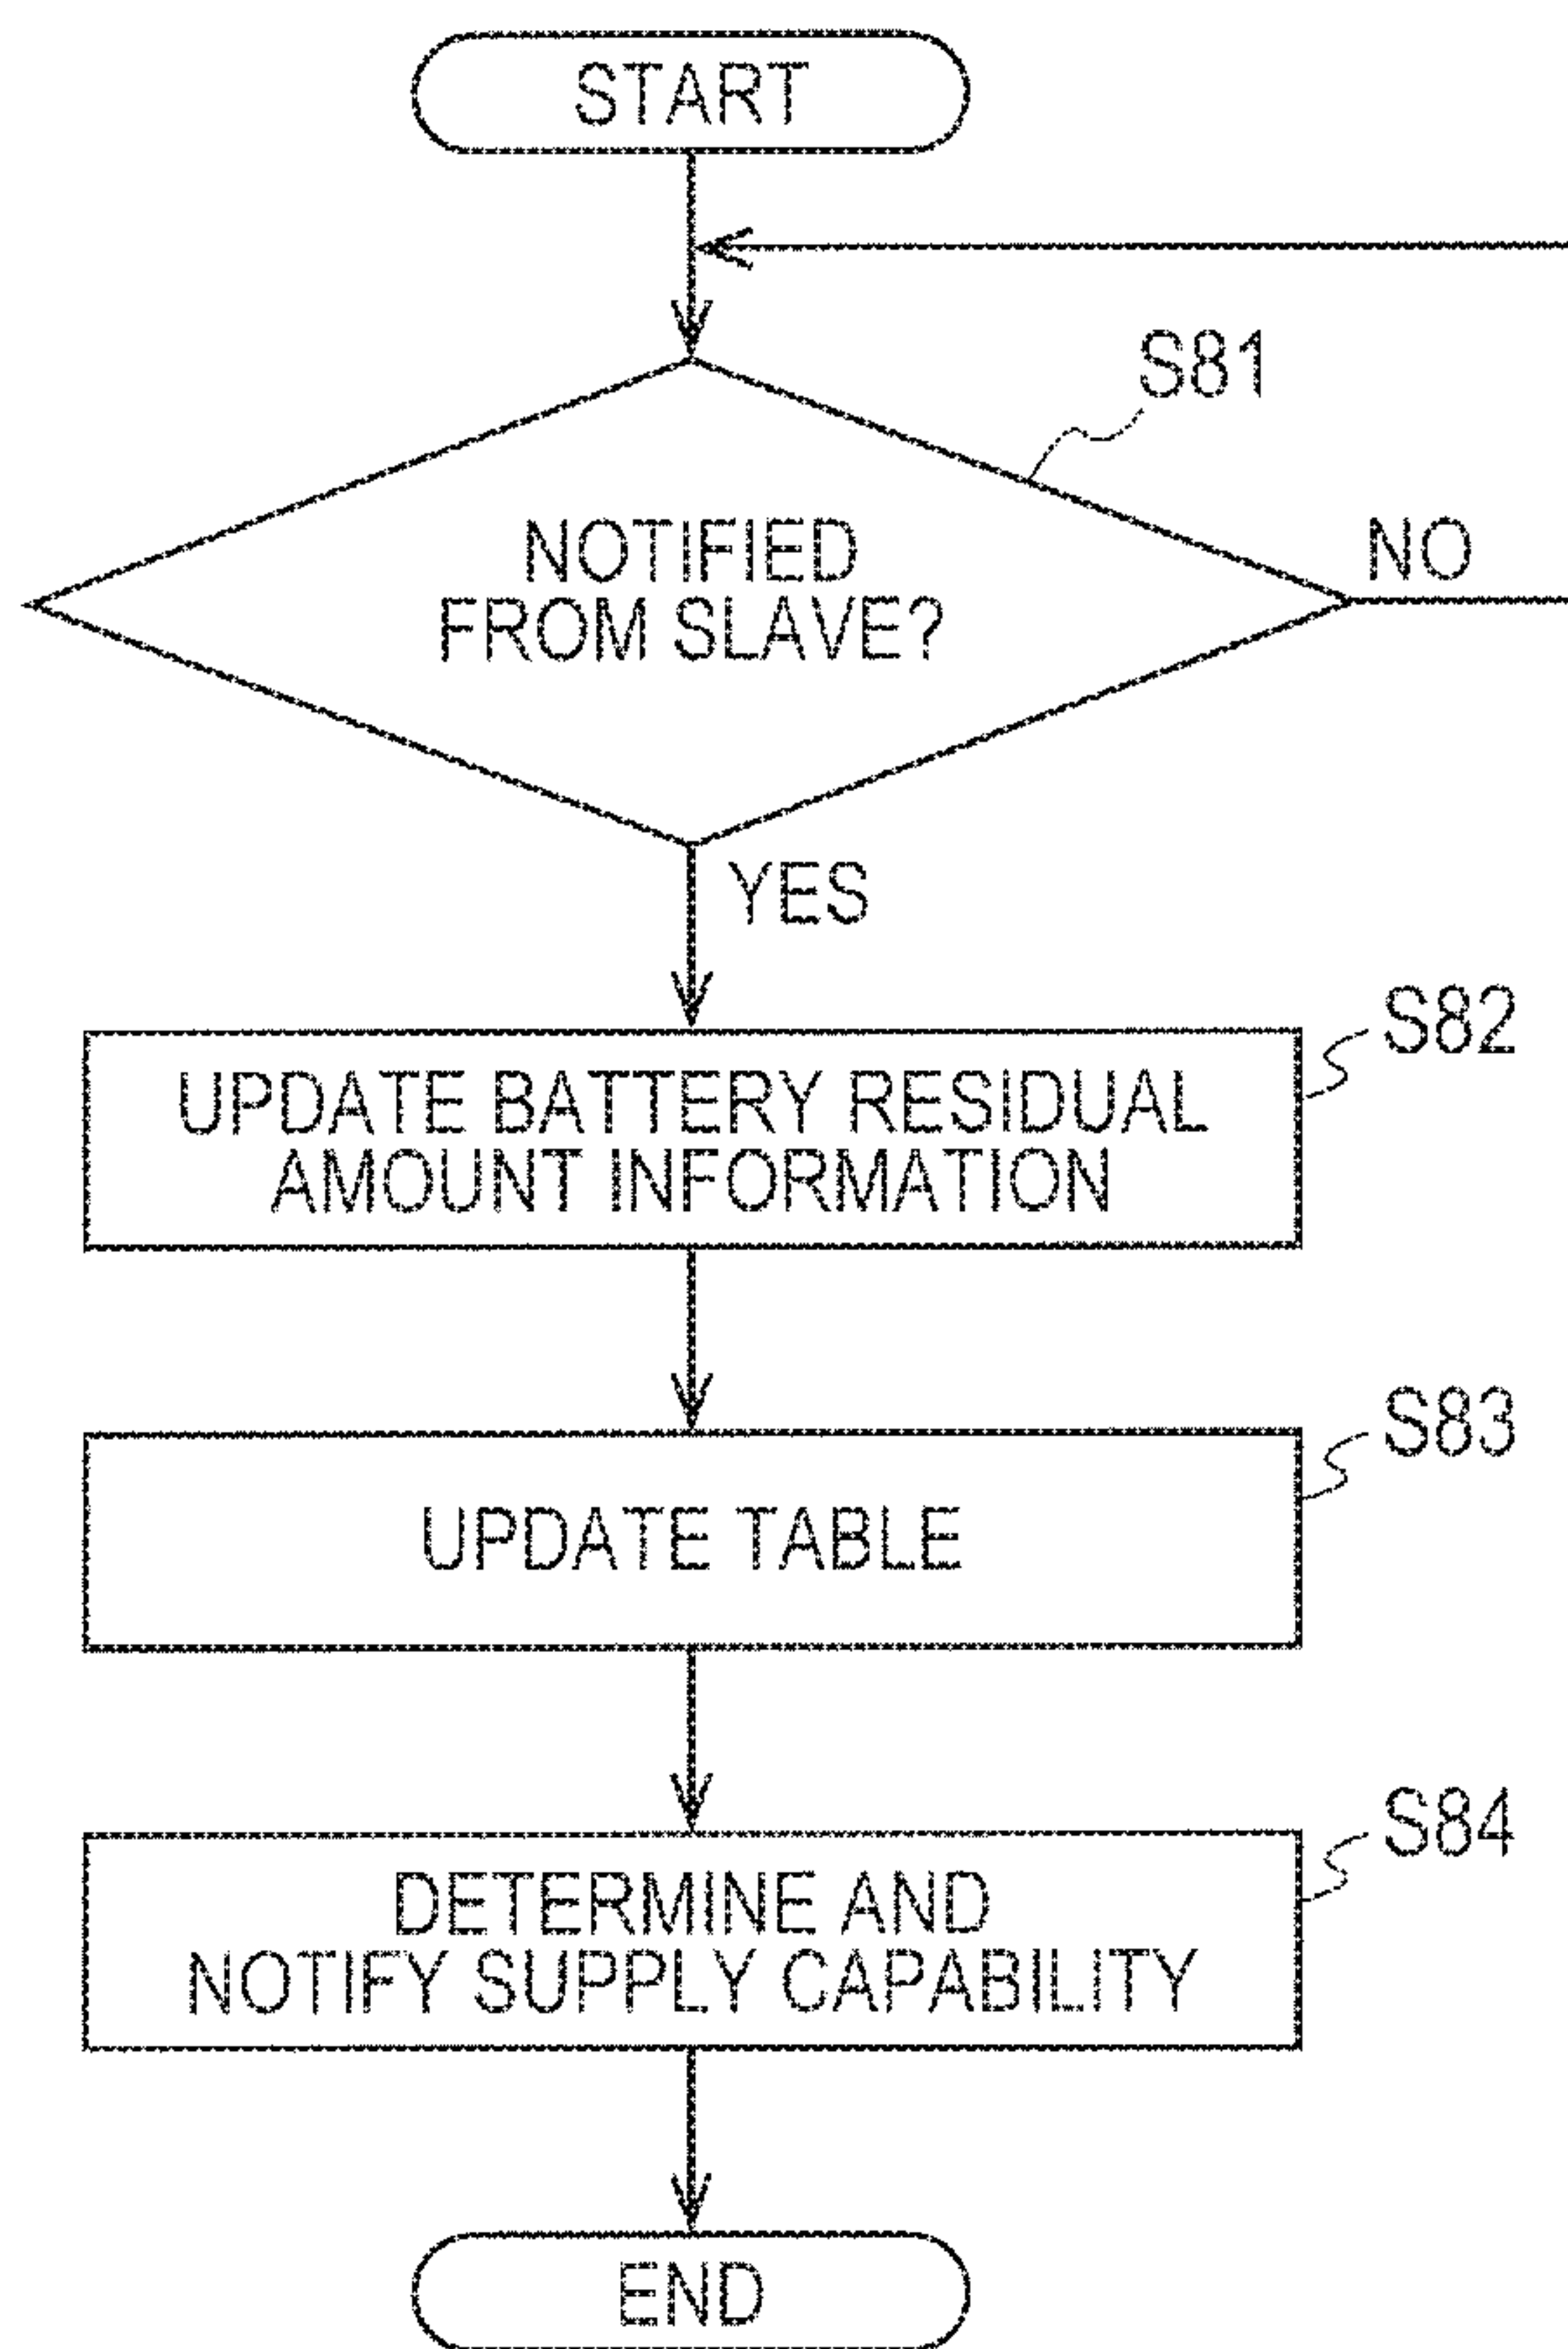 START
S81
NOTIFIED
FROM SLAVE?
NO
YES
S82
UPDATE BATTERY RESIDUAL
AMOUNT INFORMATION
S83
UPDATE TABLE
S84
DETERMINE AND
NOTIFY SUPPLY CAPABILITY
END